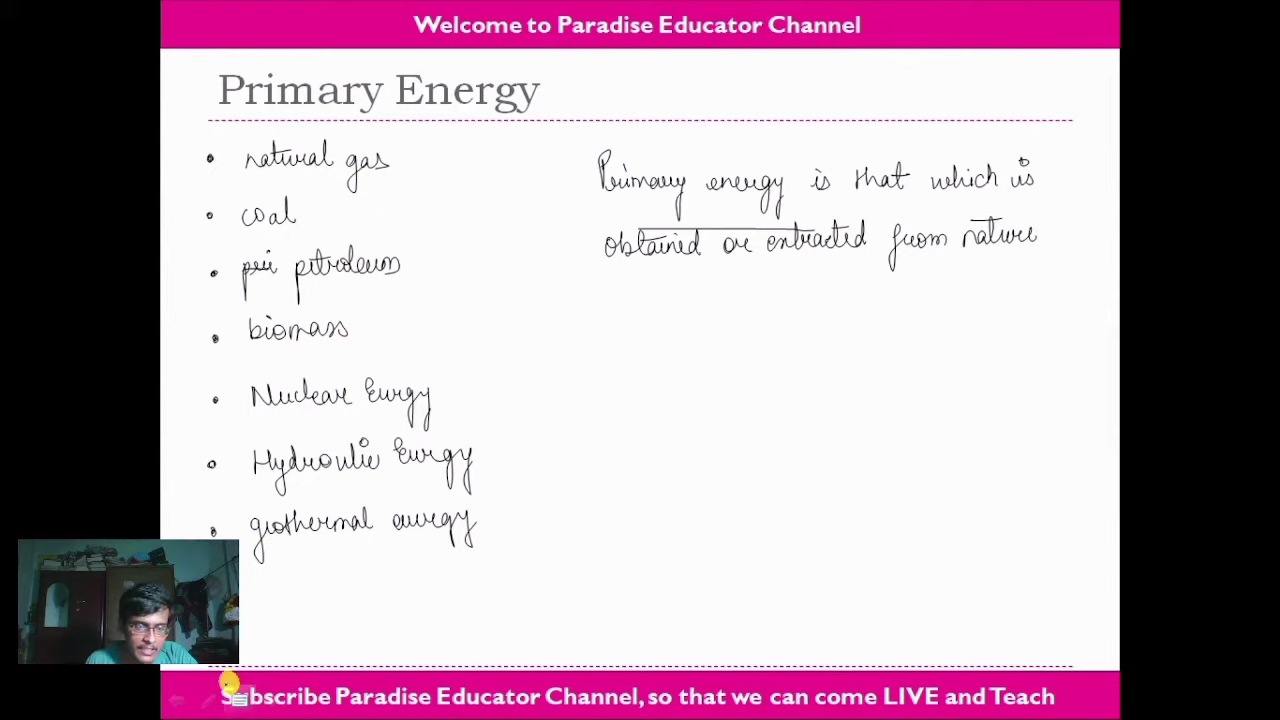 Welcome to Paradise Educator Channel
Primary Energy
natural gas
coal
petroleum
biomass
Nuclear Energy
Hydraulic Energy
geothermal energy
Primary energy is that which is
obtained or extracted from nature
Subscribe Paradise Educator Channel, so that we can come LIVE and Teach